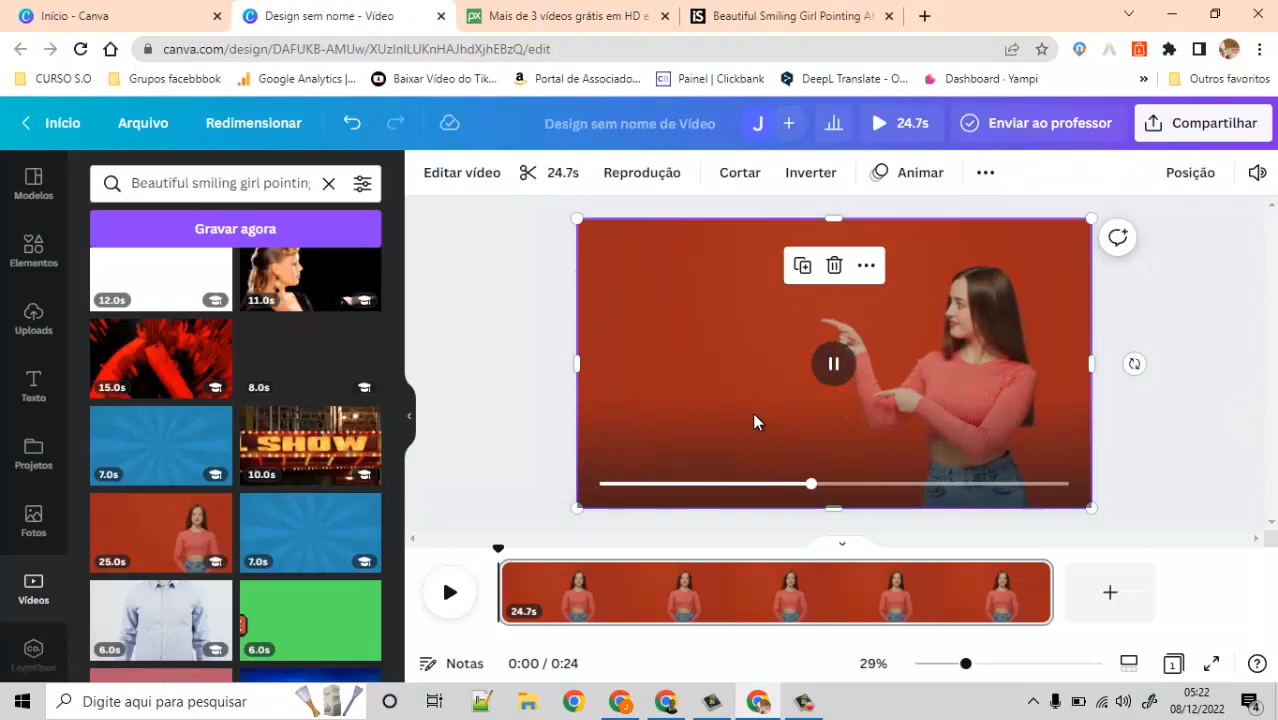 Início - Canva
Design sem nome - Vídeo
Mais de 3 vídeos grátis em HD e
Beautiful Smiling Girl Pointing At
canva.com/design/DAFUKB-AMUw/XUzInlLUKnHAJhdXjhEBzQ/edit
CURSO S.O
Grupos facebbbok
Google Analytics |...
Baixar Vídeo do Tik...
Portal de Associado...
Painel | Clickbank
DeepL Translate - O...
Dashboard · Yampi
Outros favoritos
Início
Arquivo
Redimensionar
Design sem nome de Vídeo
J
24.7s
Enviar ao professor
Compartilhar
Modelos
Elementos
Uploads
Texto
Projetos
Fotos
Vídeos
Logotipos
Beautiful smiling girl pointing
Gravar agora
12.0s
11.0s
15.0s
8.0s
7.0s
SHOW
10.0s
25.0s
7.0s
6.0s
6.0s
Editar vídeo
24.7s
Reprodução
Cortar
Inserter
Animar
Posição
24.7s
Notas
0:00 / 0:24
29%
1
Digite aqui para pesquisar
05:22
08/12/2022
4